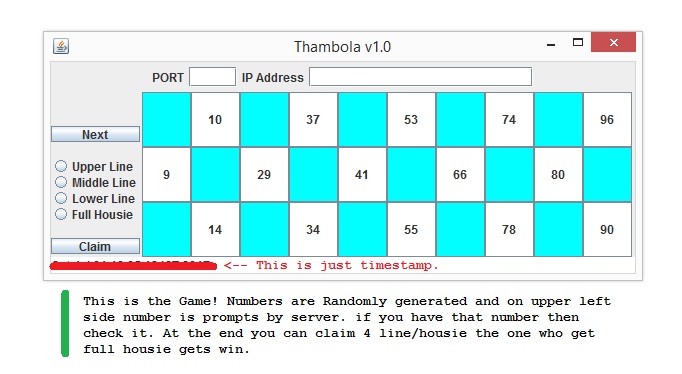 Thambola v1.0
PORT IP Address
10 37 53 74 96
Next
Upper Line
9 29 41 66 80
Middle Line
Lower Line
Full Housie
14 34 55 78 90
Claim
<-- This is just timestamp.
This is the Game! Numbers are Randomly generated and on upper left
side number is prompts by server. if you have that number then
check it. At the end you can claim 4 line/housie the one who get
full housie gets win.